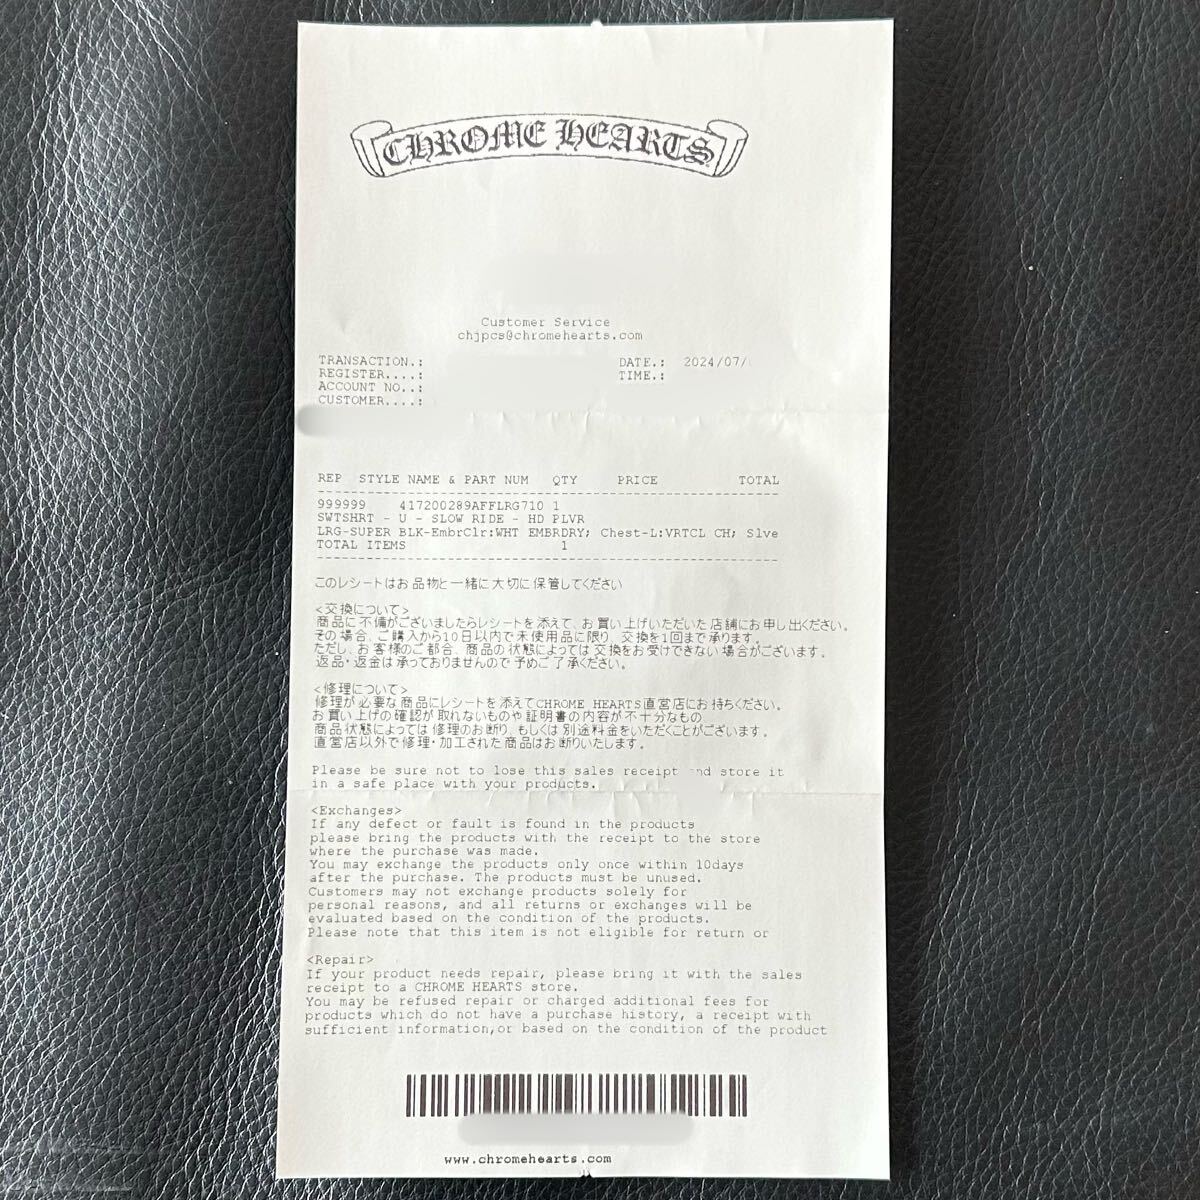 CHROME HEARTS
Customer Service
chjpcs@chromehearts.com
TRANSACTION.: DATE.: 2024/07/
REGISTER....: TIME.:
ACCOUNT NO..:
CUSTOMER....:
REP STYLE NAME & PART NUM QTY PRICE TOTAL
999999 417200289AFFLRG710 1
SWTSHRT - U - SLOW RIDE - HD PLVR
LRG-SUPER BLK-EmbrClr:WHT EMBRDRY; Chest-L:VRTCL CH; Slve
TOTAL ITEMS 1
このレシートはお品物と一緒に大切に保管してください
<交換について>
商品に不備がございましたらレシートを添えて、お買い上げいただいた店舗にお申し出ください。
その場合、ご購入から10日以内で未使用品に限り、交換を1回まで承ります。
ただし、お客様のご都合、商品の状態によっては交換をお受けできない場合がございます。
返品・返金は承っておりませんので予めご了承ください。
<修理について>
修理が必要な商品にレシートを添えてCHROME HEARTS直営店にお持ちください。
お買い上げの確認が取れないものや証明書の内容が不十分なもの
商品状態によっては修理のお断り、もしくは別途料金をいただくことがございます。
直営店以外で修理・加工された商品はお断りいたします。
Please be sure not to lose this sales receipt and store it
in a safe place with your products.
<Exchanges>
If any defect or fault is found in the products
please bring the products with the receipt to the store
where the purchase was made.
You may exchange the products only once within 10days
after the purchase. The products must be unused.
Customers may not exchange products solely for
personal reasons, and all returns or exchanges will be
evaluated based on the condition of the products.
Please note that this item is not eligible for return or
<Repair>
If your product needs repair, please bring it with the sales
receipt to a CHROME HEARTS store.
You may be refused repair or charged additional fees for
products which do not have a purchase history, a receipt with
sufficient information,or based on the condition of the product
www.chromehearts.com